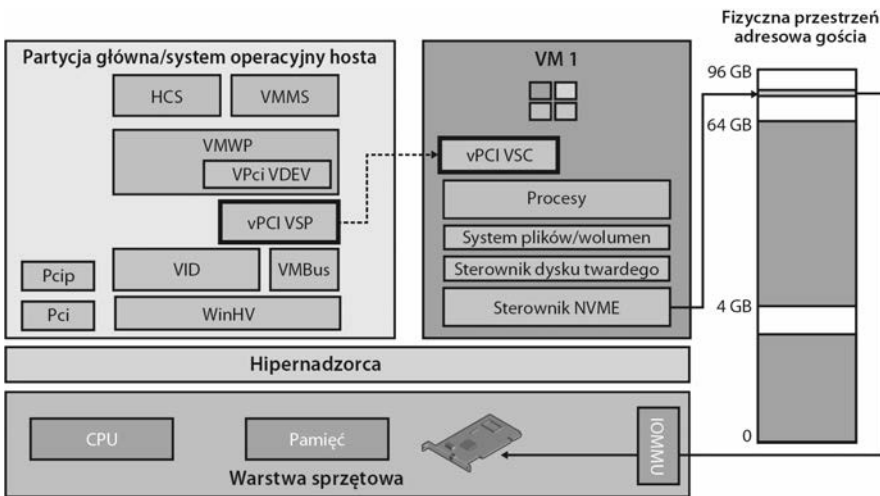 Fizyczna przestrzeń
adresowa gościa
Partycja główna/system operacyjny hosta
HCS
VMMS
VMWP
VPci VDEV
vPCI VSP
Pcip
VID
VMBus
Pci
WinHV
VM 1
vPCI VSC
Procesy
System plików/wolumen
Sterownik dysku twardego
Sterownik NVME
96 GB
64 GB
4 GB
0
Hipernadzorca
CPU
Pamięć
IOMMU
Warstwa sprzętowa